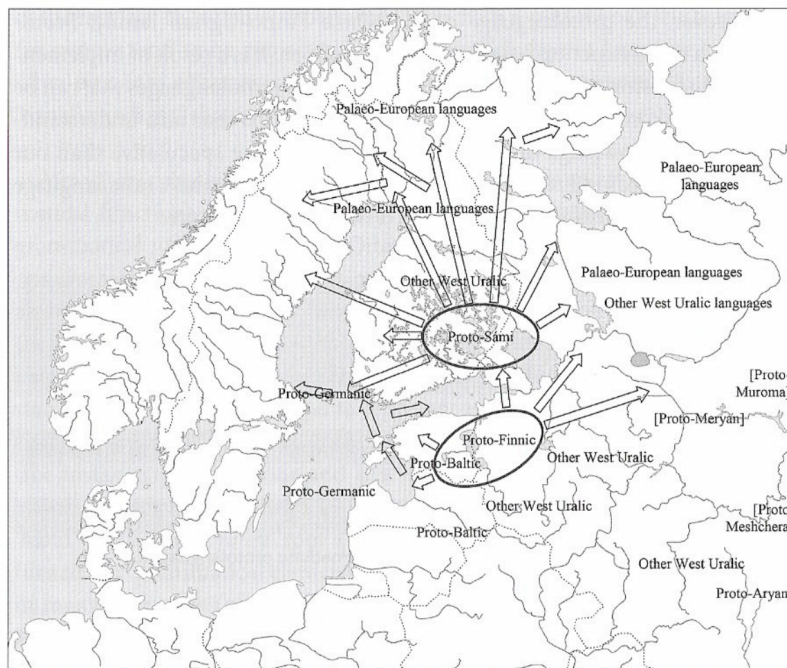 Palaeo-European languages
Palaeo-European
languages
Palaeo-European languages
Palaeo-European languages
Other West Uralic
Other West Uralic languages
Proto-Sámi
[Proto-
Muroma]
Proto-Germanic
[Proto-Meryan]
Proto-Finnic
Proto-Baltic
Other West Uralic
Proto-Germanic
Other West Uralic
[Proto
Meshchera
Proto-Baltic
Other West Uralic
Proto-Aryan